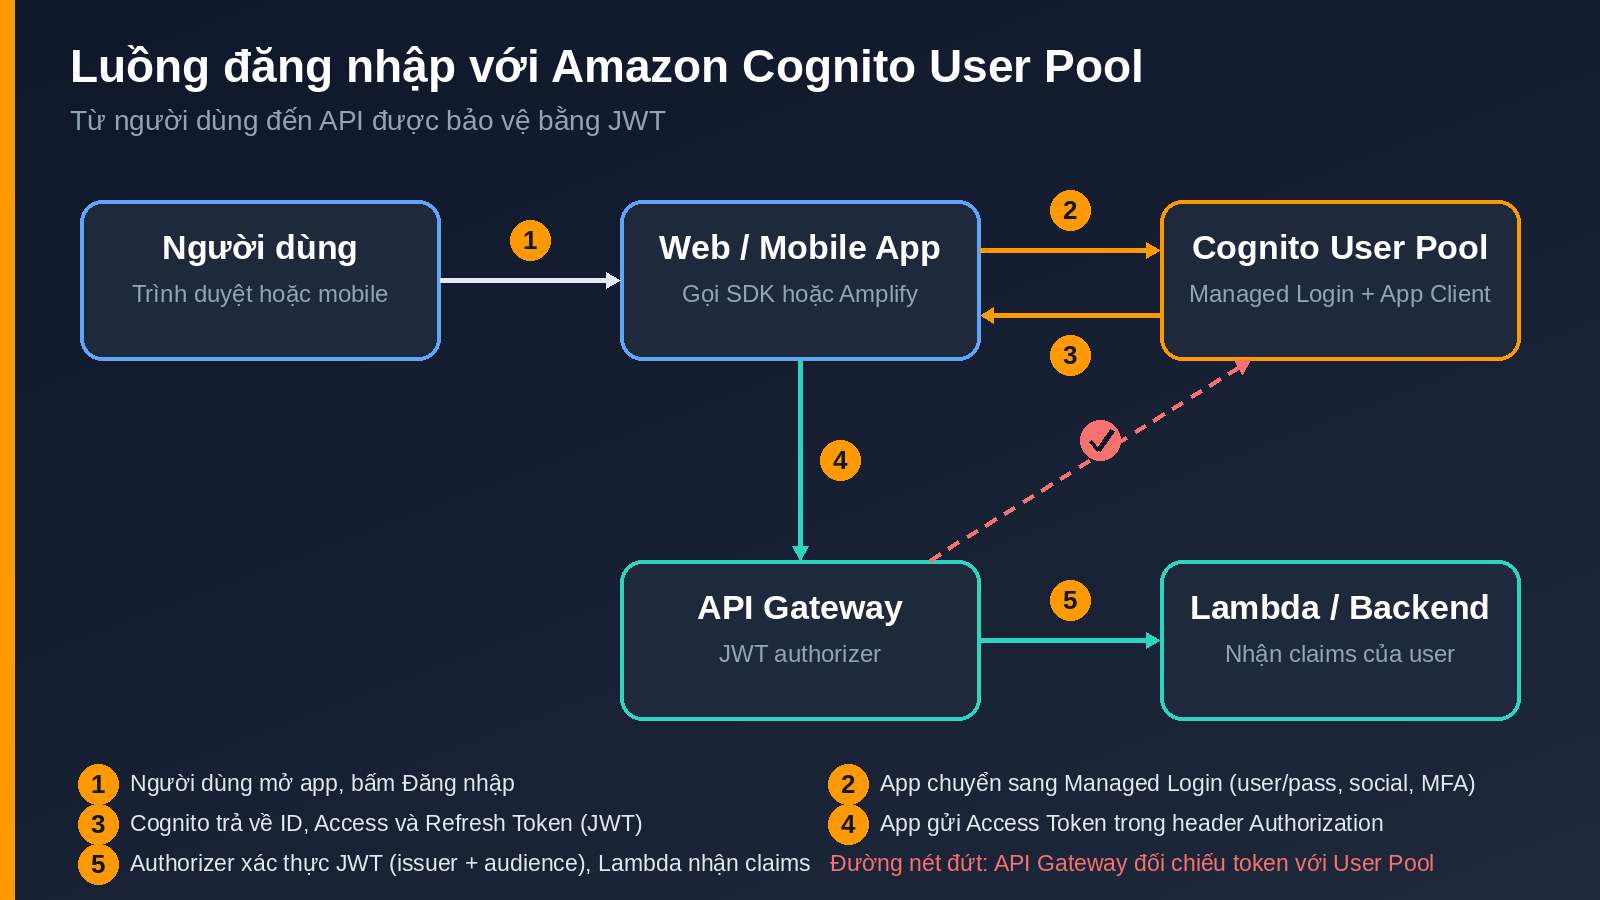 Luồng đăng nhập với Amazon Cognito User Pool
Từ người dùng đến API được bảo vệ bằng JWT
Người dùng
Trình duyệt hoặc mobile
1
Web / Mobile App
Gọi SDK hoặc Amplify
2
3
Cognito User Pool
Managed Login + App Client
4
API Gateway
JWT authorizer
5
Lambda / Backend
Nhận claims của user
1 Người dùng mở app, bấm Đăng nhập
2 App chuyển sang Managed Login (user/pass, social, MFA)
3 Cognito trả về ID, Access và Refresh Token (JWT)
4 App gửi Access Token trong header Authorization
5 Authorizer xác thực JWT (issuer + audience), Lambda nhận claims
Đường nét đứt: API Gateway đối chiếu token với User Pool